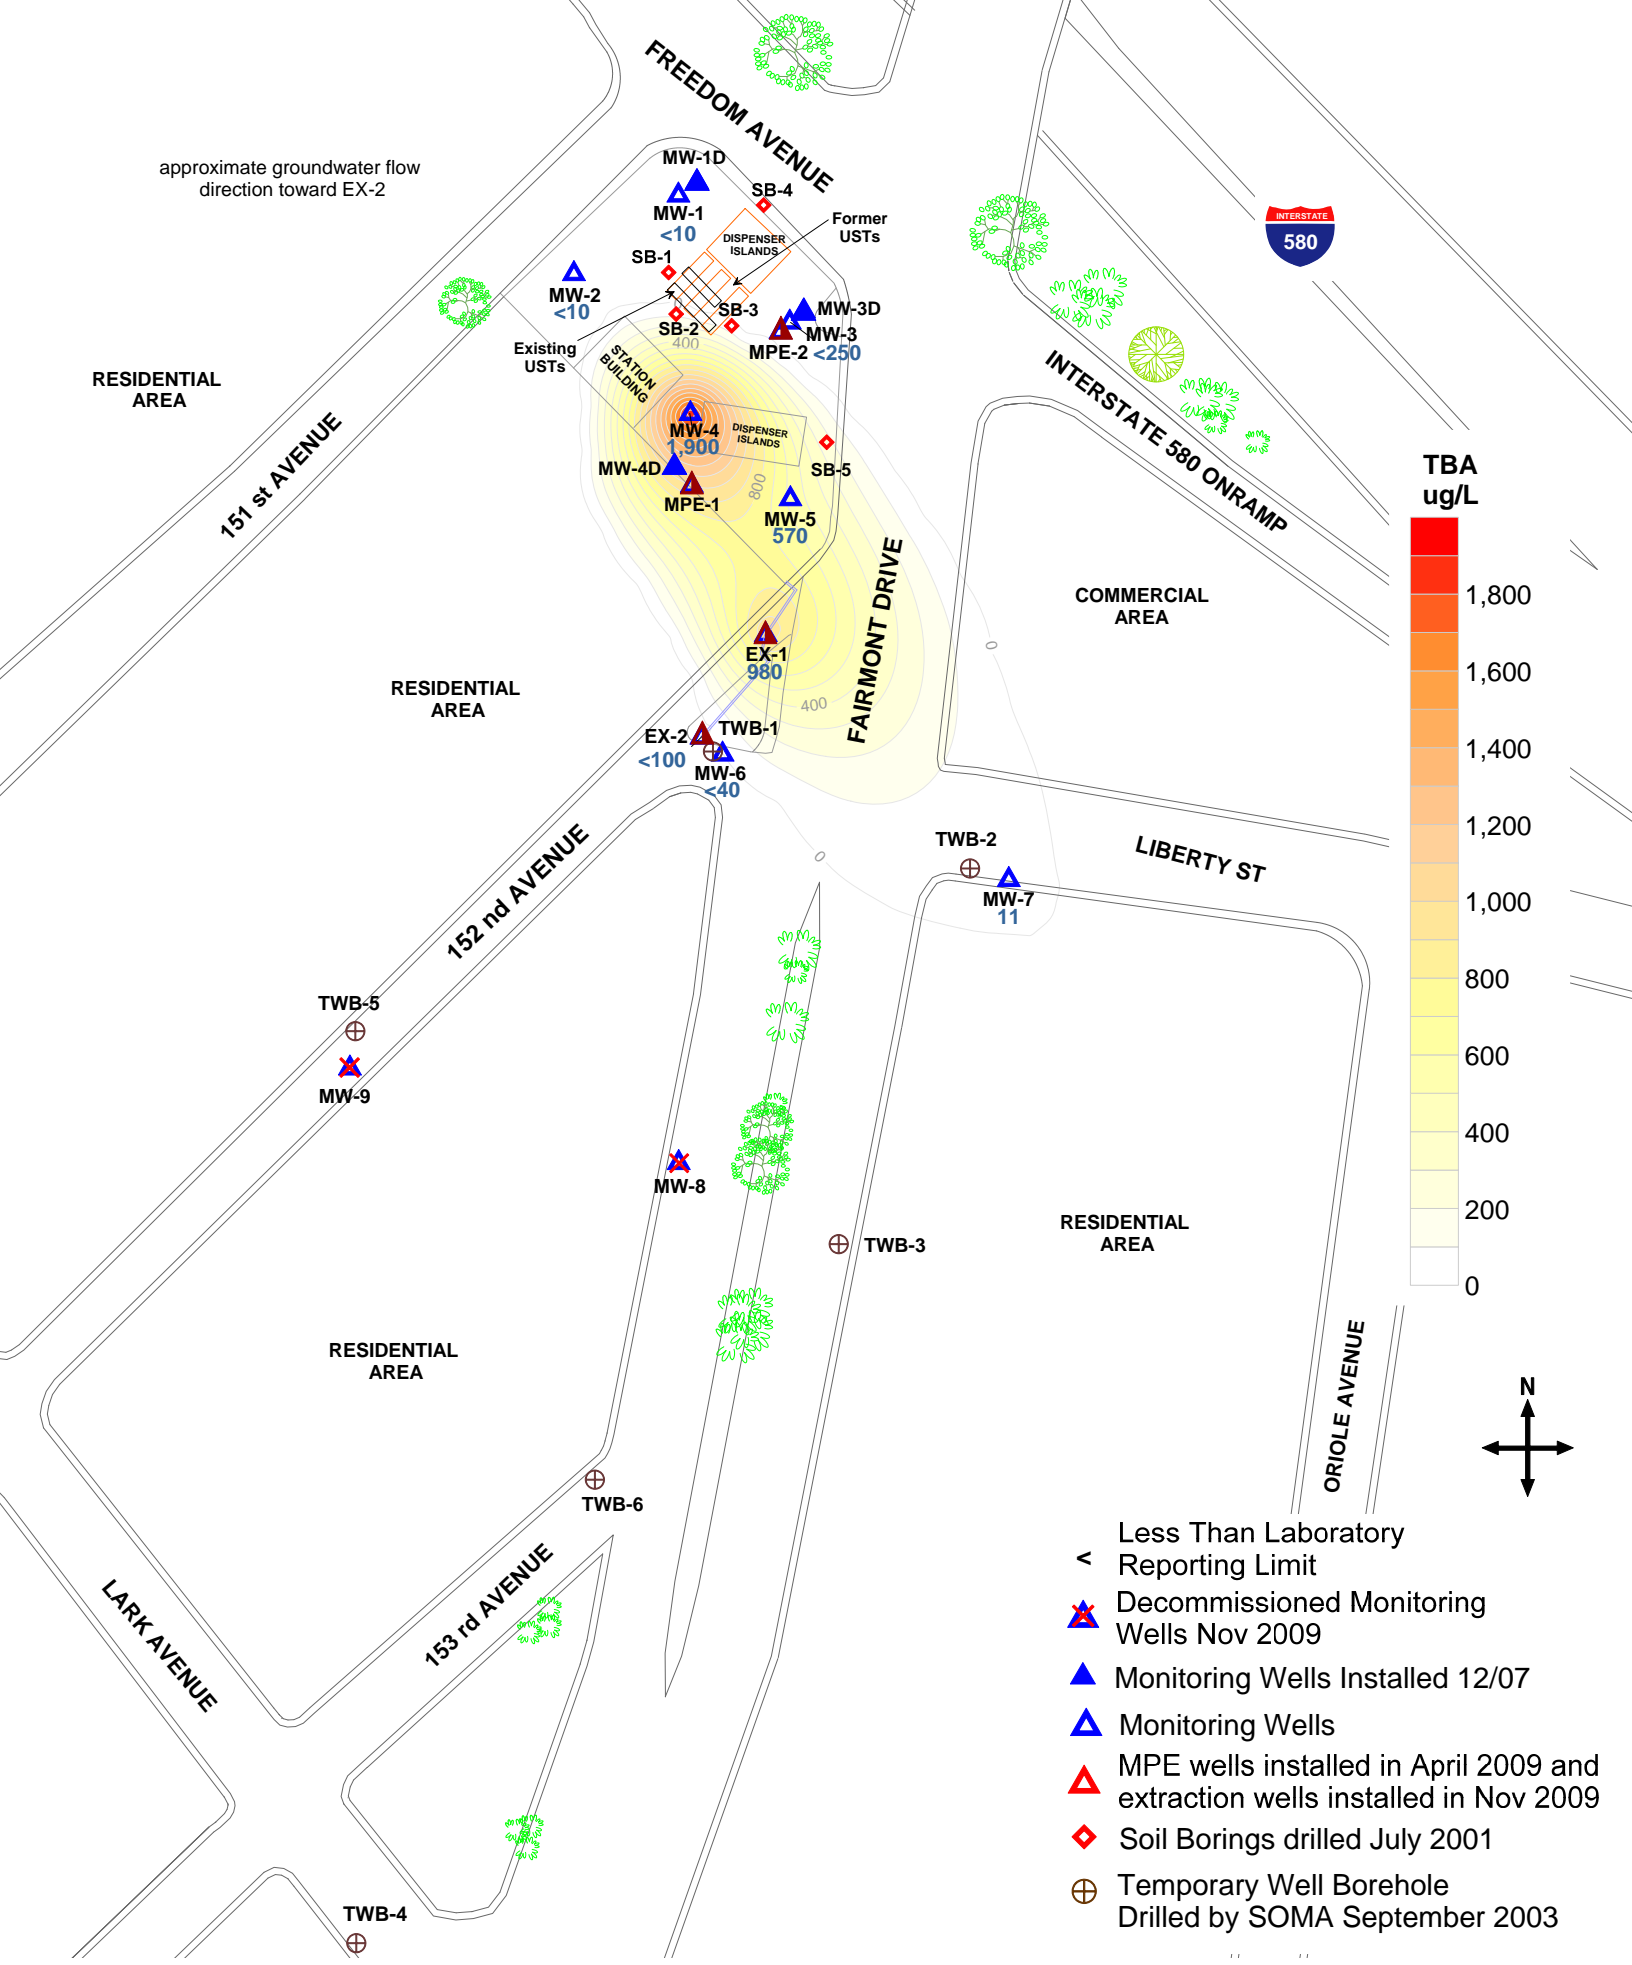 FREEDOM AVENUE
approximate groundwater flow
direction toward EX-2
MW-1D
SB-4
MW-1
<10
Former
USTs
DISPENSER
ISLANDS
INTERSTATE
580
SB-1
MW-2
<10
SB-3
MW-3D
SB-2
MW-3
MPE-2
<250
400
Existing
USTs
STATION
BUILDING
RESIDENTIAL
AREA
INTERSTATE 580 ONRAMP
151 st AVENUE
MW-4
1,900
DISPENSER
ISLANDS
MW-4D
SB-5
MPE-1
800
MW-5
570
TBA
ug/L
1,800
1,600
1,400
1,200
1,000
800
600
400
200
0
COMMERCIAL
AREA
FAIRMONT DRIVE
0
EX-1
980
RESIDENTIAL
AREA
400
EX-2
TWB-1
<100
MW-6
<40
0
TWB-2
LIBERTY ST
MW-7
11
152 nd AVENUE
TWB-5
MW-9
MW-8
TWB-3
RESIDENTIAL
AREA
RESIDENTIAL
AREA
ORIOLE AVENUE
N
TWB-6
153 rd AVENUE
LARK AVENUE
TWB-4
<
Less Than Laboratory
Reporting Limit
Decommissioned Monitoring
Wells Nov 2009
Monitoring Wells Installed 12/07
Monitoring Wells
MPE wells installed in April 2009 and
extraction wells installed in Nov 2009
Soil Borings drilled July 2001
Temporary Well Borehole
Drilled by SOMA September 2003